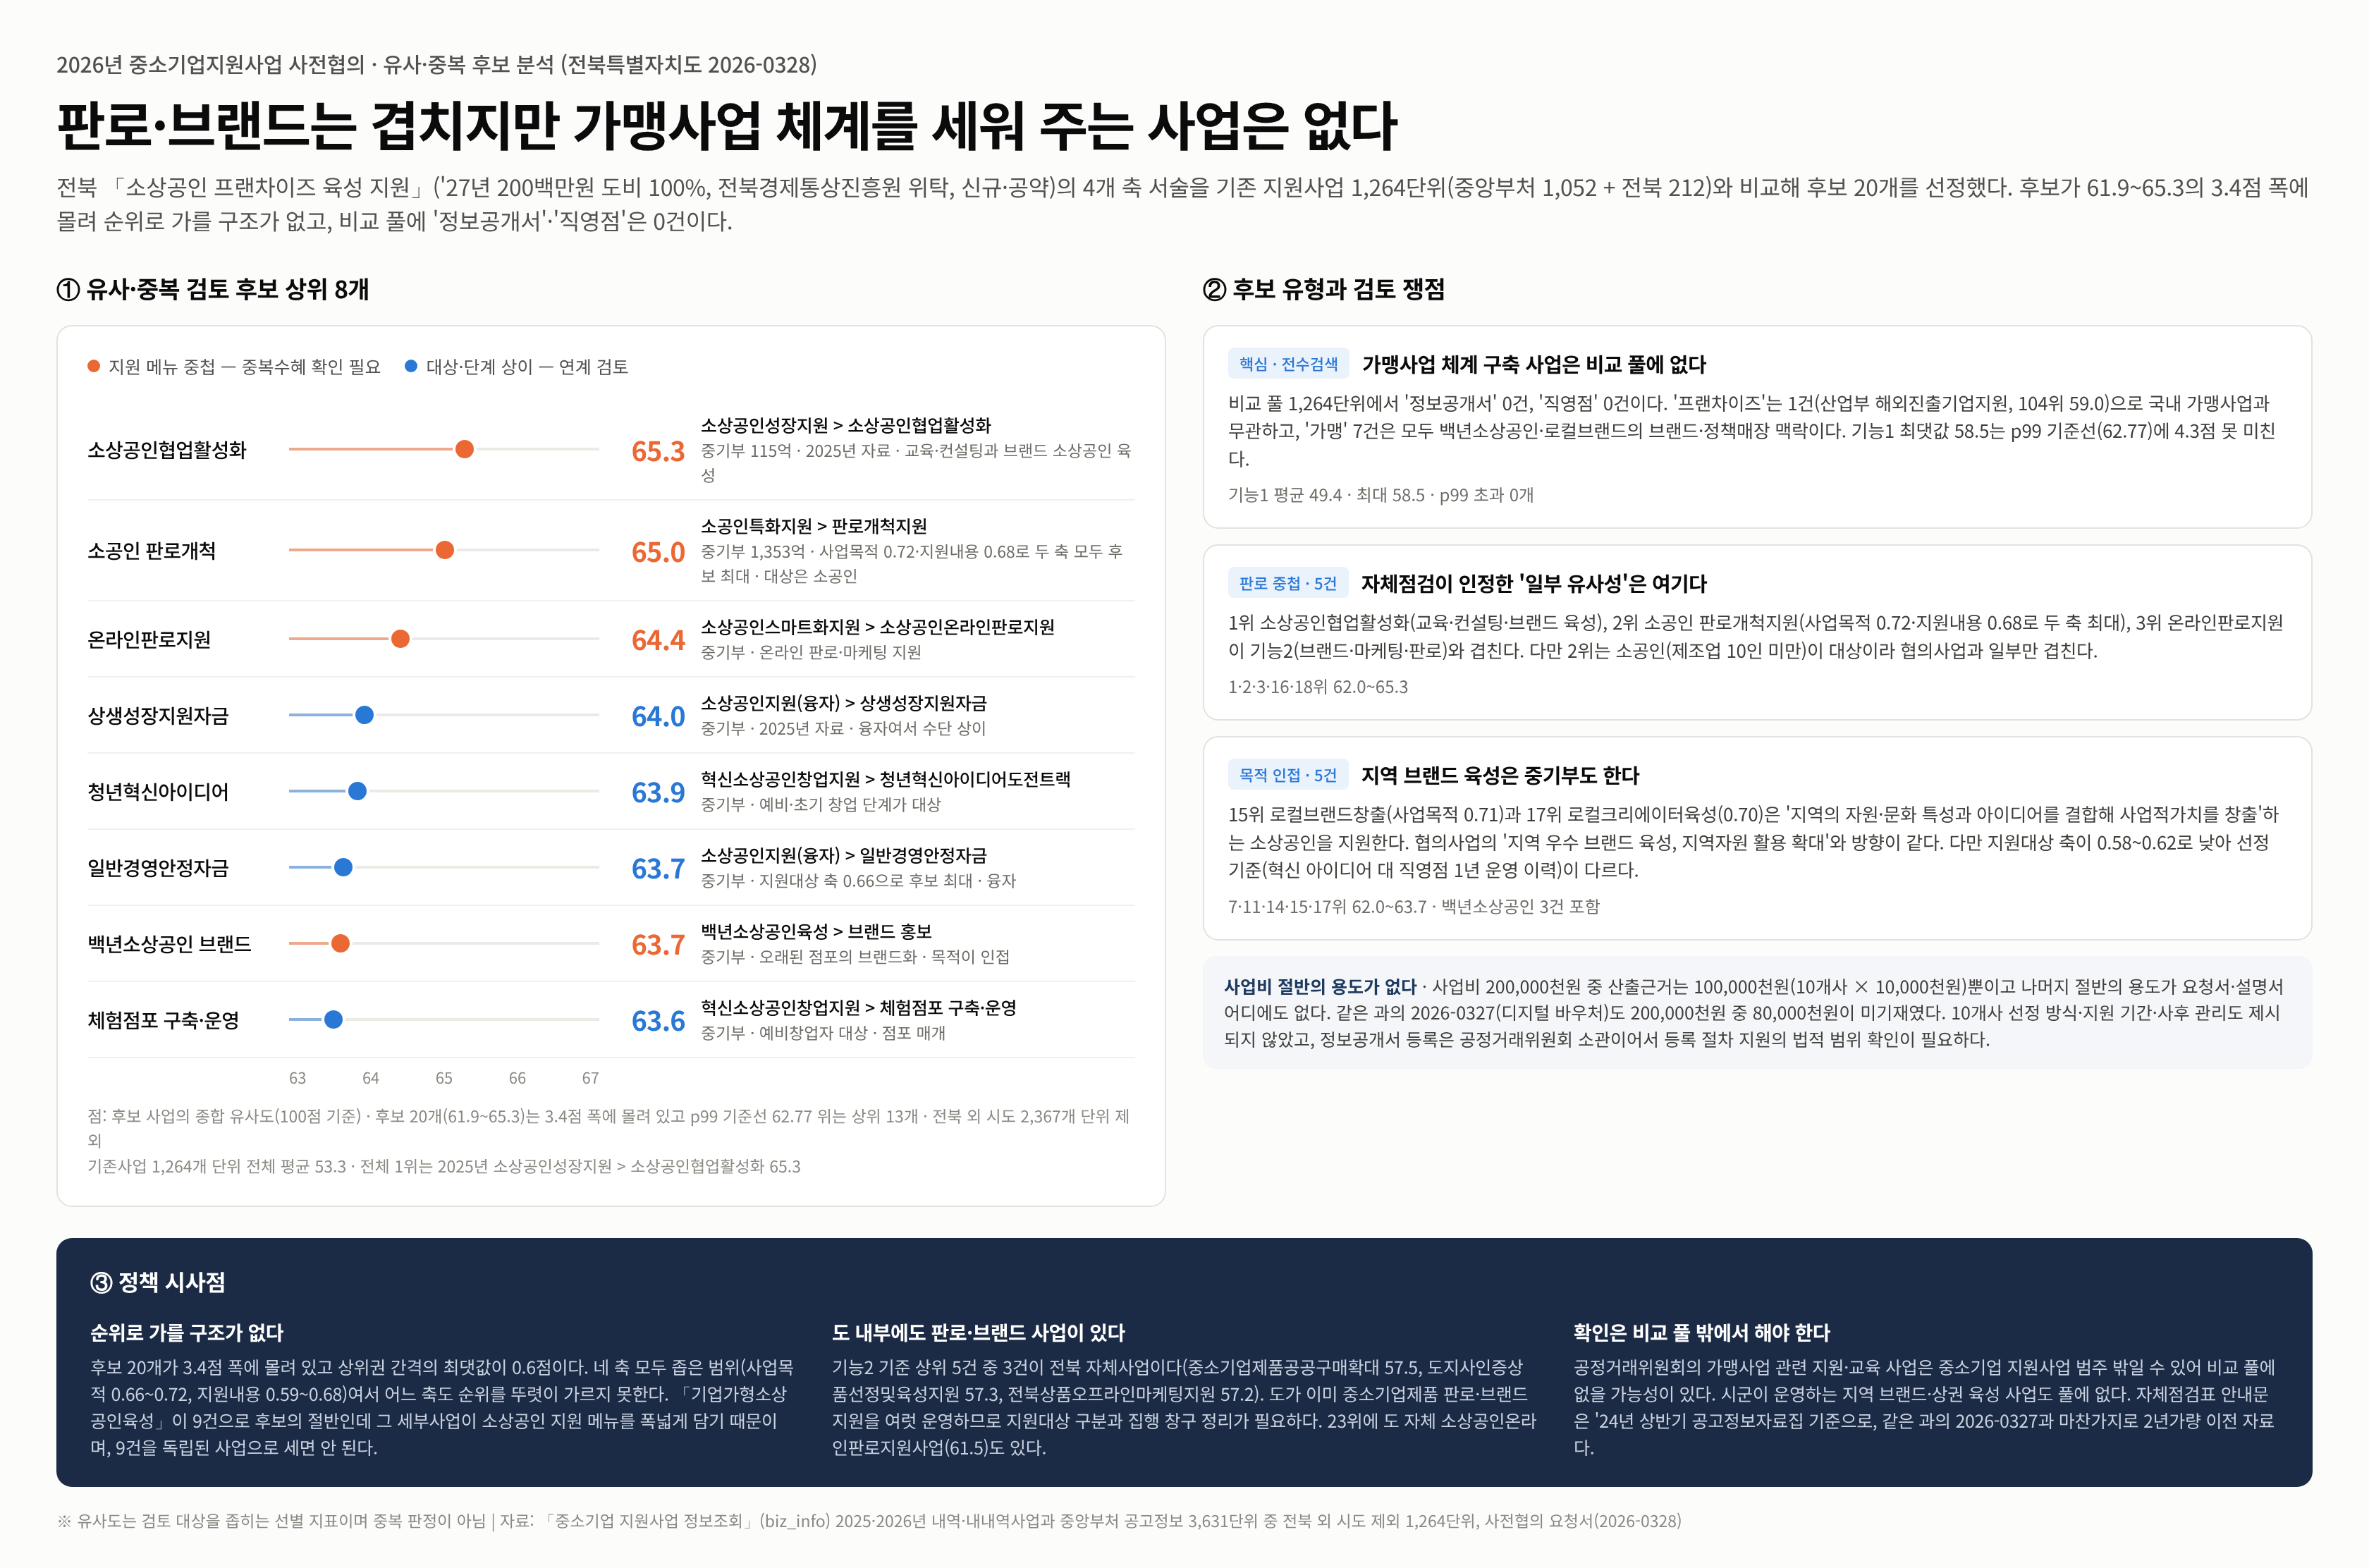 2026년 중소기업지원사업 사전협의 · 유사·중복 후보 분석 (전북특별자치도 2026-0328)
판로·브랜드는 겹치지만 가맹사업 체계를 세워 주는 사업은 없다
전북 「소상공인 프랜차이즈 육성 지원」('27년 200백만원 도비 100%, 전북경제통상진흥원 위탁, 신규·공약)의 4개 축 서술을 기존 지원사업 1,264단위(중앙부처 1,052 + 전북 212)와 비교해 후보 20개를 선정했다. 후보가 61.9~65.3의 3.4점 폭에
몰려 순위로 가를 구조가 없고, 비교 풀에 '정보공개서'·'직영점'은 0건이다.
① 유사·중복 검토 후보 상위 8개
지원 메뉴 중첩 — 중복수혜 확인 필요
대상·단계 상이 — 연계 검토
소상공인협업활성화
65.3
소상공인성장지원 > 소상공인협업활성화
중기부 115억 · 2025년 자료 · 교육·컨설팅과 브랜드 소상공인 육
성
소공인 판로개척
65.0
소공인특화지원 > 판로개척지원
중기부 1,353억 · 사업목적 0.72·지원내용 0.68로 두 축 모두 후
보 최대 · 대상은 소공인
온라인판로지원
64.4
소상공인스마트화지원 > 소상공인온라인판로지원
중기부 · 온라인 판로·마케팅 지원
상생성장지원자금
64.0
소상공인지원(융자) > 상생성장지원자금
중기부 · 2025년 자료 · 융자여서 수단 상이
청년혁신아이디어
63.9
혁신소상공인창업지원 > 청년혁신아이디어도전트랙
중기부 · 예비·초기 창업 단계가 대상
일반경영안정자금
63.7
소상공인지원(융자) > 일반경영안정자금
중기부 · 지원대상 축 0.66으로 후보 최대 · 융자
백년소상공인 브랜드
63.7
백년소상공인육성 > 브랜드 홍보
중기부 · 오래된 점포의 브랜드화 · 목적이 인접
체험점포 구축·운영
63.6
혁신소상공인창업지원 > 체험점포 구축·운영
중기부 · 예비창업자 대상 · 점포 매개
63 64 65 66 67
점: 후보 사업의 종합 유사도(100점 기준) · 후보 20개(61.9~65.3)는 3.4점 폭에 몰려 있고 p99 기준선 62.77 위는 상위 13개 · 전북 외 시도 2,367개 단위 제
외
기존사업 1,264개 단위 전체 평균 53.3 · 전체 1위는 2025년 소상공인성장지원 > 소상공인협업활성화 65.3
② 후보 유형과 검토 쟁점
핵심 · 전수검색 가맹사업 체계 구축 사업은 비교 풀에 없다
비교 풀 1,264단위에서 '정보공개서' 0건, '직영점' 0건이다. '프랜차이즈'는 1건(산업부 해외진출기업지원, 104위 59.0)으로 국내 가맹사업과
무관하고, '가맹' 7건은 모두 백년소상공인·로컬브랜드의 브랜드·정책매장 맥락이다. 기능1 최댓값 58.5는 p99 기준선(62.77)에 4.3점 못 미친
다.
기능1 평균 49.4 · 최대 58.5 · p99 초과 0개
판로 중첩 · 5건 자체점검이 인정한 '일부 유사성'은 여기다
1위 소상공인협업활성화(교육·컨설팅·브랜드 육성), 2위 소공인 판로개척지원(사업목적 0.72·지원내용 0.68로 두 축 최대), 3위 온라인판로지원
이 기능2(브랜드·마케팅·판로)와 겹친다. 다만 2위는 소공인(제조업 10인 미만)이 대상이라 협의사업과 일부만 겹친다.
1·2·3·16·18위 62.0~65.3
목적 인접 · 5건 지역 브랜드 육성은 중기부도 한다
15위 로컬브랜드창출(사업목적 0.71)과 17위 로컬크리에이터육성(0.70)은 '지역의 자원·문화 특성과 아이디어를 결합해 사업적가치를 창출'하
는 소상공인을 지원한다. 협의사업의 '지역 우수 브랜드 육성, 지역자원 활용 확대'와 방향이 같다. 다만 지원대상 축이 0.58~0.62로 낮아 선정
기준(혁신 아이디어 대 직영점 1년 운영 이력)이 다르다.
7·11·14·15·17위 62.0~63.7 · 백년소상공인 3건 포함
사업비 절반의 용도가 없다 · 사업비 200,000천원 중 산출근거는 100,000천원(10개사 × 10,000천원)뿐이고 나머지 절반의 용도가 요청서·설명서
어디에도 없다. 같은 과의 2026-0327(디지털 바우처)도 200,000천원 중 80,000천원이 미기재였다. 10개사 선정 방식·지원 기간·사후 관리도 제시
되지 않았고, 정보공개서 등록은 공정거래위원회 소관이어서 등록 절차 지원의 법적 범위 확인이 필요하다.
③ 정책 시사점
순위로 가를 구조가 없다
후보 20개가 3.4점 폭에 몰려 있고 상위권 간격의 최댓값이 0.6점이다. 네 축 모두 좁은 범위(사업목
적 0.66~0.72, 지원내용 0.59~0.68)여서 어느 축도 순위를 뚜렷이 가르지 못한다. 「기업가형소상
공인육성」이 9건으로 후보의 절반인데 그 세부사업이 소상공인 지원 메뉴를 폭넓게 담기 때문이
며, 9건을 독립된 사업으로 세면 안 된다.
도 내부에도 판로·브랜드 사업이 있다
기능2 기준 상위 5건 중 3건이 전북 자체사업이다(중소기업제품공공구매확대 57.5, 도지사인증상
품선정및육성지원 57.3, 전북상품오프라인마케팅지원 57.2). 도가 이미 중소기업제품 판로·브랜드
지원을 여럿 운영하므로 지원대상 구분과 집행 창구 정리가 필요하다. 23위에 도 자체 소상공인온라
인판로지원사업(61.5)도 있다.
확인은 비교 풀 밖에서 해야 한다
공정거래위원회의 가맹사업 관련 지원·교육 사업은 중소기업 지원사업 범주 밖일 수 있어 비교 풀에
없을 가능성이 있다. 시군이 운영하는 지역 브랜드·상권 육성 사업도 풀에 없다. 자체점검표 안내문
은 '24년 상반기 공고정보자료집 기준으로, 같은 과의 2026-0327과 마찬가지로 2년가량 이전 자료
다.
※ 유사도는 검토 대상을 좁히는 선별 지표이며 중복 판정이 아님 | 자료: 「중소기업 지원사업 정보조회」(biz_info) 2025·2026년 내역·내내역사업과 중앙부처 공고정보 3,631단위 중 전북 외 시도 제외 1,264단위, 사전협의 요청서(2026-0328)